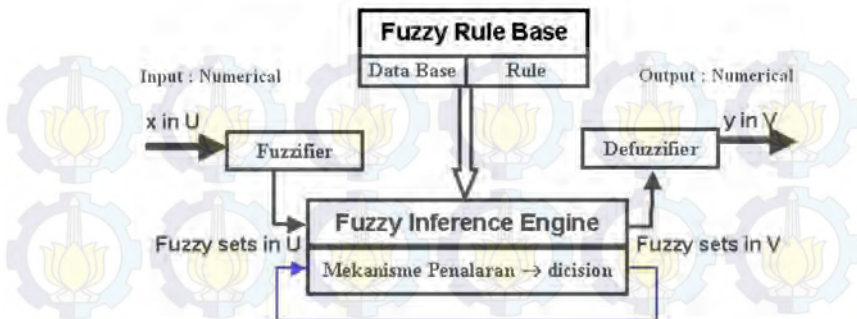 Fuzzy Rule Base
Data Base
Rule
Input : Numerical
Output : Numerical
x in U
y in V
Fuzzifier
Defuzzifier
Fuzzy Inference Engine
Fuzzy sets in U
Fuzzy sets in V
Mekanisme Penalaran → dicision